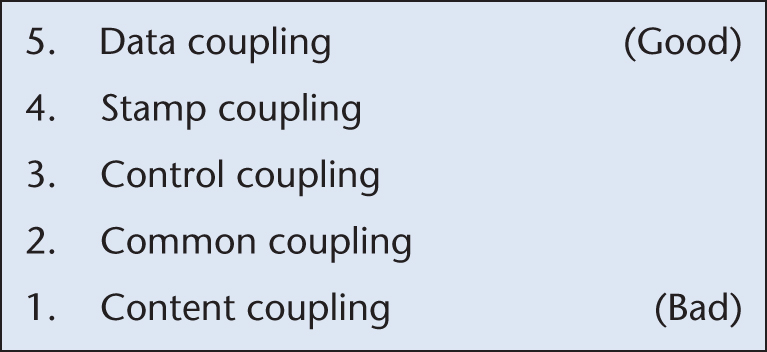 5. Data coupling (Good)
4. Stamp coupling
3. Control coupling
2. Common coupling
1. Content coupling (Bad)